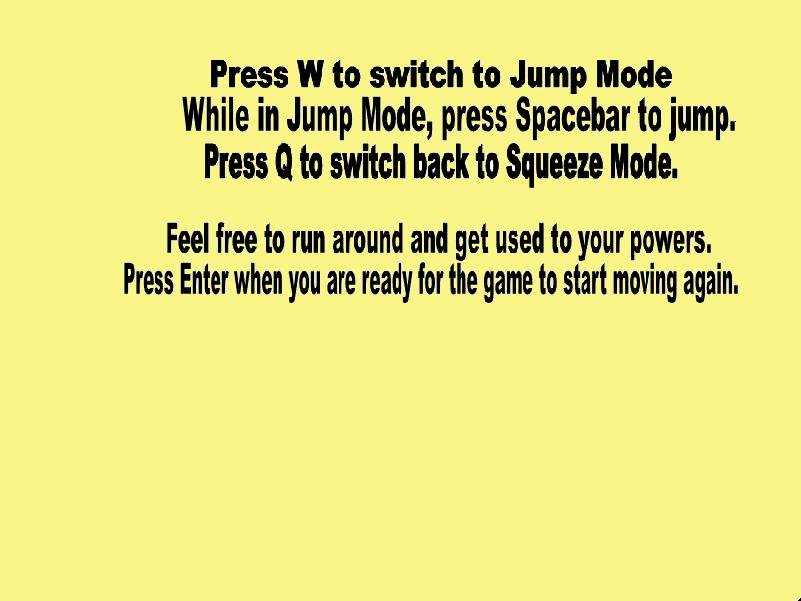 Press W to switch to Jump Mode
While in Jump Mode, press Spacebar to jump.
Press Q to switch back to Squeeze Mode.
Feel free to run around and get used to your powers.
Press Enter when you are ready for the game to start moving again.